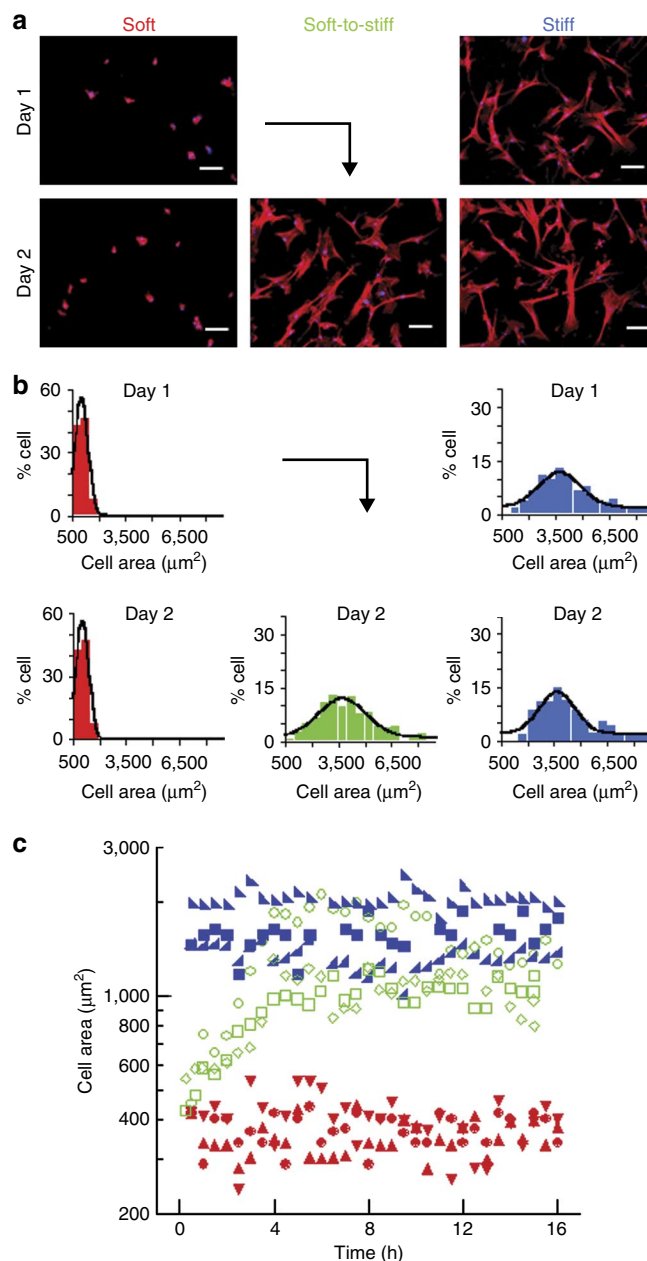 a
Soft
Soft-to-stiff
Stiff
Day 1
Day 2
b
Day 1
60
30
0
% cell
500 3,500 6,500
Cell area (μm²)
Day 1
30
15
0
% cell
500 3,500 6,500
Cell area (μm²)
Day 2
60
30
0
% cell
500 3,500 6,500
Cell area (μm²)
Day 2
30
15
0
% cell
500 3,500 6,500
Cell area (μm²)
Day 2
30
15
0
% cell
500 3,500 6,500
Cell area (μm²)
c
3,000
1,000
800
600
400
200
Cell area (μm²)
0 4 8 12 16
Time (h)